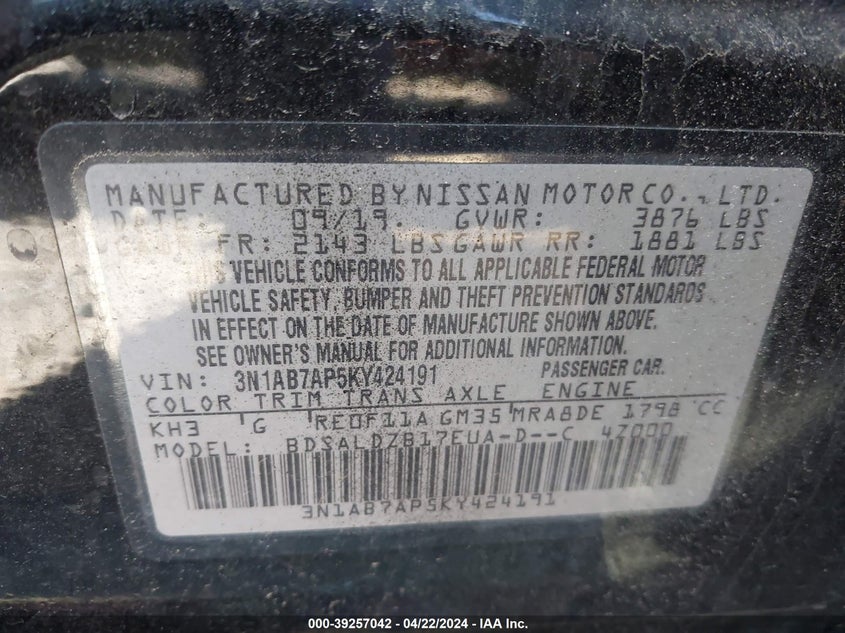 MANUFACTURED BY NISSAN MOTOR CO., LTD.
DATE: 09/19. GVWR: 3876 LBS
FR: 2143 LBS GAWR RR: 1881 LBS
THIS VEHICLE CONFORMS TO ALL APPLICABLE FEDERAL MOTOR
VEHICLE SAFETY, BUMPER AND THEFT PREVENTION STANDARDS
IN EFFECT ON THE DATE OF MANUFACTURE SHOWN ABOVE.
SEE OWNER'S MANUAL FOR ADDITIONAL INFORMATION.
VIN: 3N1AB7AP5KY424191 PASSENGER CAR.
COLOR TRIM TRANS AXLE ENGINE
KH3 G RE0F11A GM35 MRA8DE 1798 CC
MODEL: BDSALDZB17EUA-D--C 4Z000
3N1AB7AP5KY424191
000-39257042 - 04/22/2024 - IAA Inc.